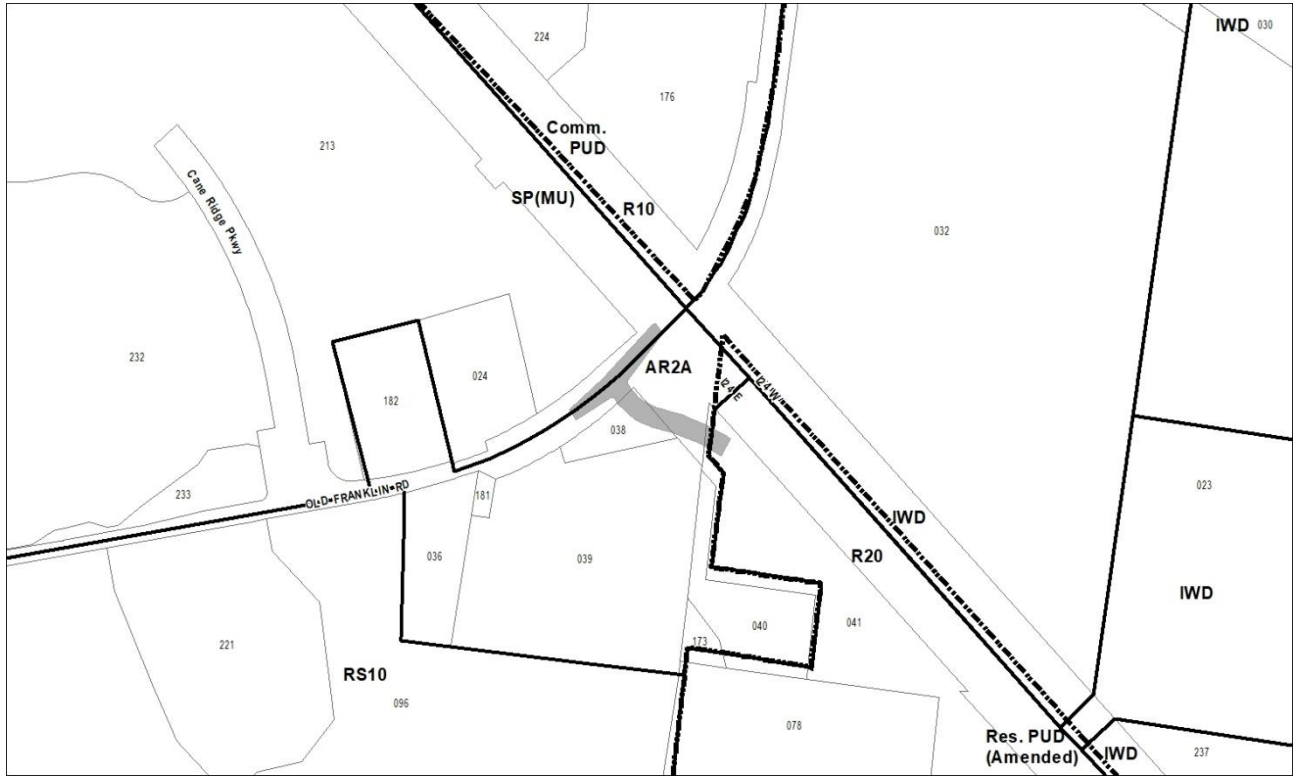 IWD 030
224
176
Comm.
PUD
213
SP(MU)
R10
Cane Ridge Pkwy
032
232
AR2A
024
I24 E
I24 W
182
038
023
233
OLD FRANKLIN RD
181
IWD
036
039
R20
IWD
040
041
221
173
RS10
096
078
Res. PUD
(Amended)
IWD
237